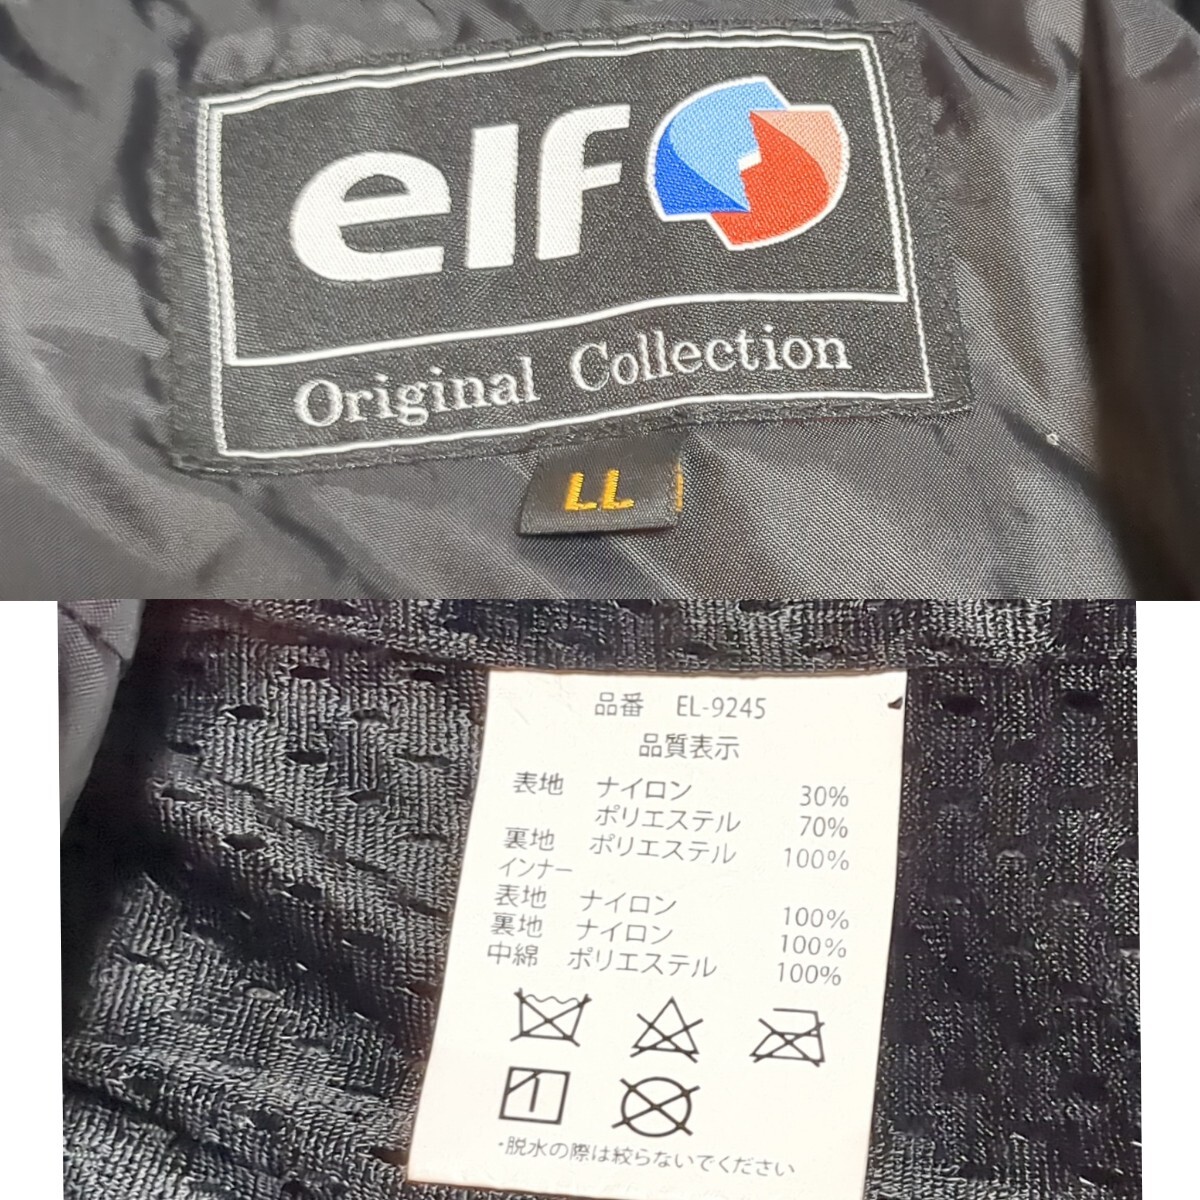 elf
Original Collection
LL
品番 EL-9245
品質表示
表地 ナイロン 30%
ポリエステル 70%
裏地 ポリエステル 100%
インナー
表地 ナイロン 100%
裏地 ナイロン 100%
中綿 ポリエステル 100%
・脱水の際は絞らないでください